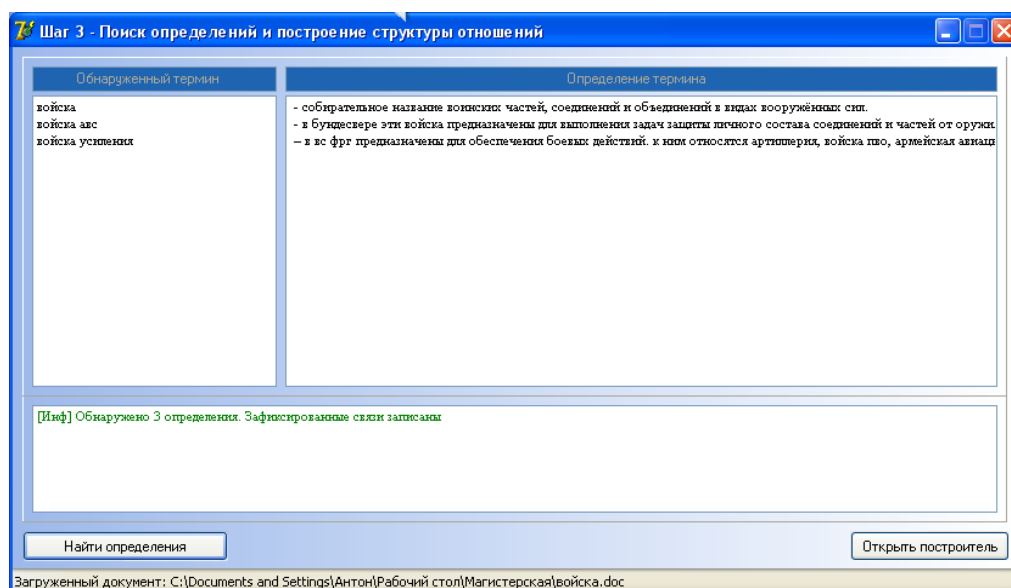 Шаг 3 - Поиск определений и построение структуры отношений
Обнаруженный термин
Определение термина
войска
- собирательное название воинских частей, соединений и объединений в видах вооружённых сил.
войска авс
- в бундесвере эти войска предназначены для выполнения задач защиты личного состава соединений и частей от оружи
войска усиления
– в вс фрг предназначены для обеспечения боевых действий. к ним относятся артиллерия, войска пво, армейская авиац
[Инф] Обнаружено 3 определения. Зафиксированные связи записаны
Найти определения
Открыть построитель
Загруженный документ: C:\Documents and Settings\Антон\Рабочий стол\Магистерская\войска.doc